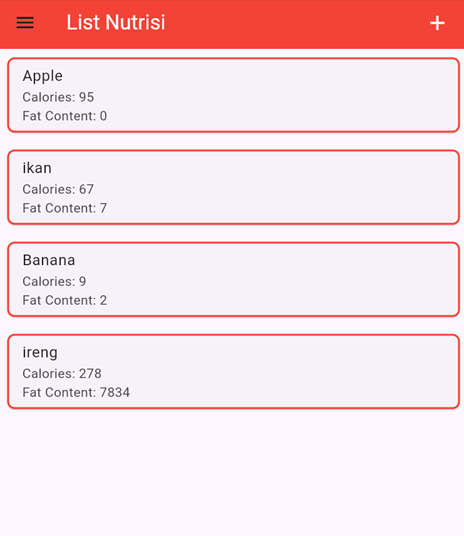 List Nutrisi
Apple
Calories: 95
Fat Content: 0
ikan
Calories: 67
Fat Content: 7
Banana
Calories: 9
Fat Content: 2
ireng
Calories: 278
Fat Content: 7834